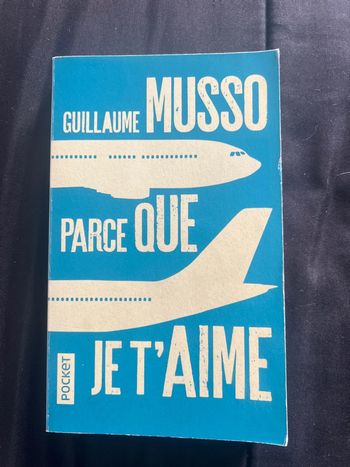 GUILLAUME MUSSO
PARCE QUE
JE T'AIME
POCKET